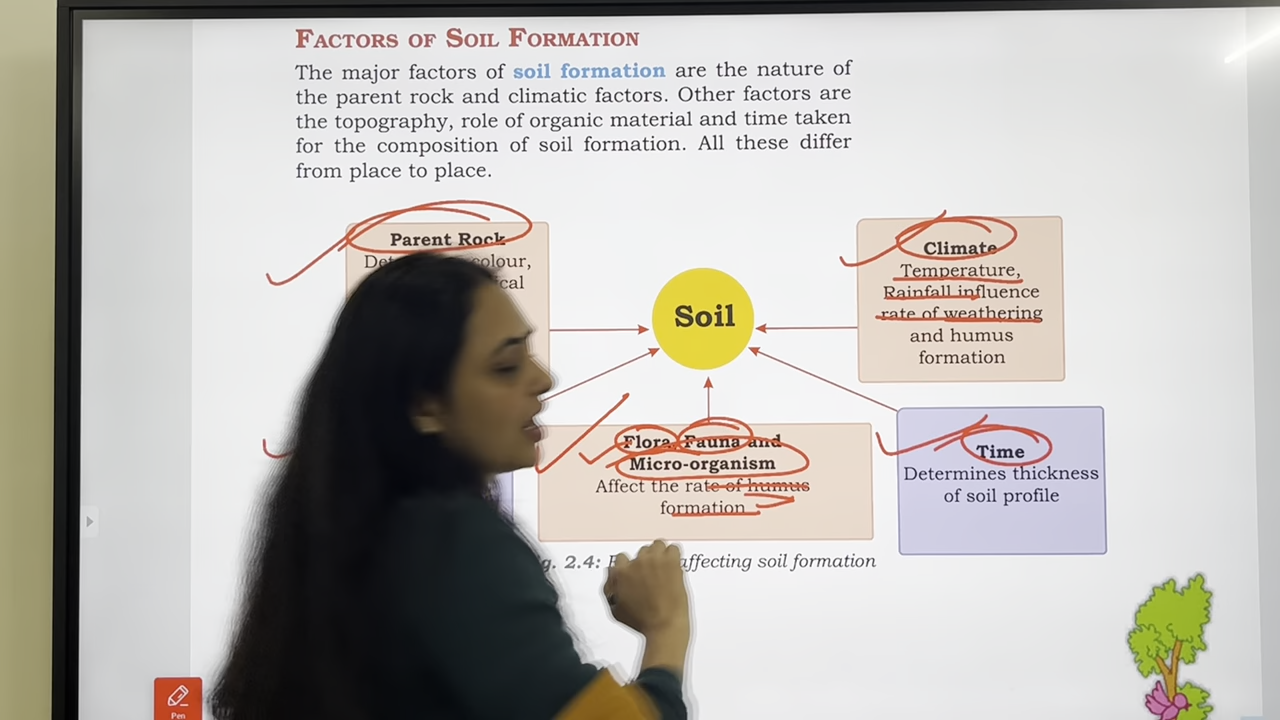 FACTORS OF SOIL FORMATION
The major factors of soil formation are the nature of
the parent rock and climatic factors. Other factors are
the topography, role of organic material and time taken
for the composition of soil formation. All these differ
from place to place.
Parent Rock
colour,
Climate
Temperature,
Rainfall influence
rate of weathering
and humus
formation
Soil
Flora, Fauna and
Micro-organism
Affect the rate of humus
formation
Time
Determines thickness
of soil profile
2.4: affecting soil formation
Pen